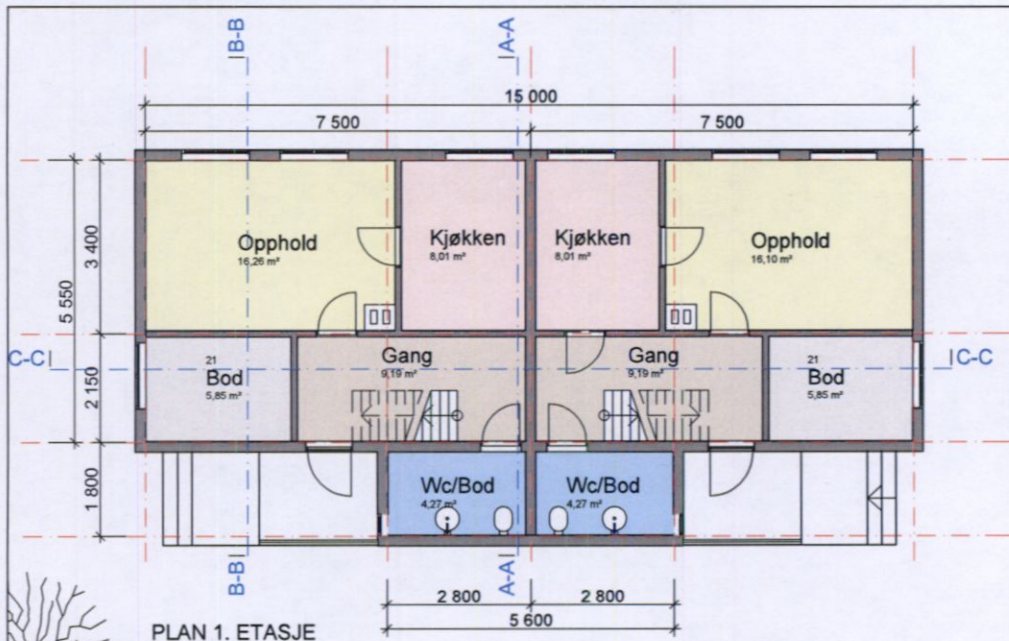 B-B
A-A
15 000
7 500
7 500
3 400
5 550
2 150
1 800
Opphold
16,26 m²
Kjøkken
8,01 m²
Kjøkken
8,01 m²
Opphold
16,10 m²
C-C
C-C
21
Bod
5,85 m²
Gang
9,19 m²
Gang
9,19 m²
21
Bod
5,85 m²
Wc/Bod
4,27 m²
Wc/Bod
4,27 m²
B-B
A-A
2 800
2 800
5 600
PLAN 1. ETASJE